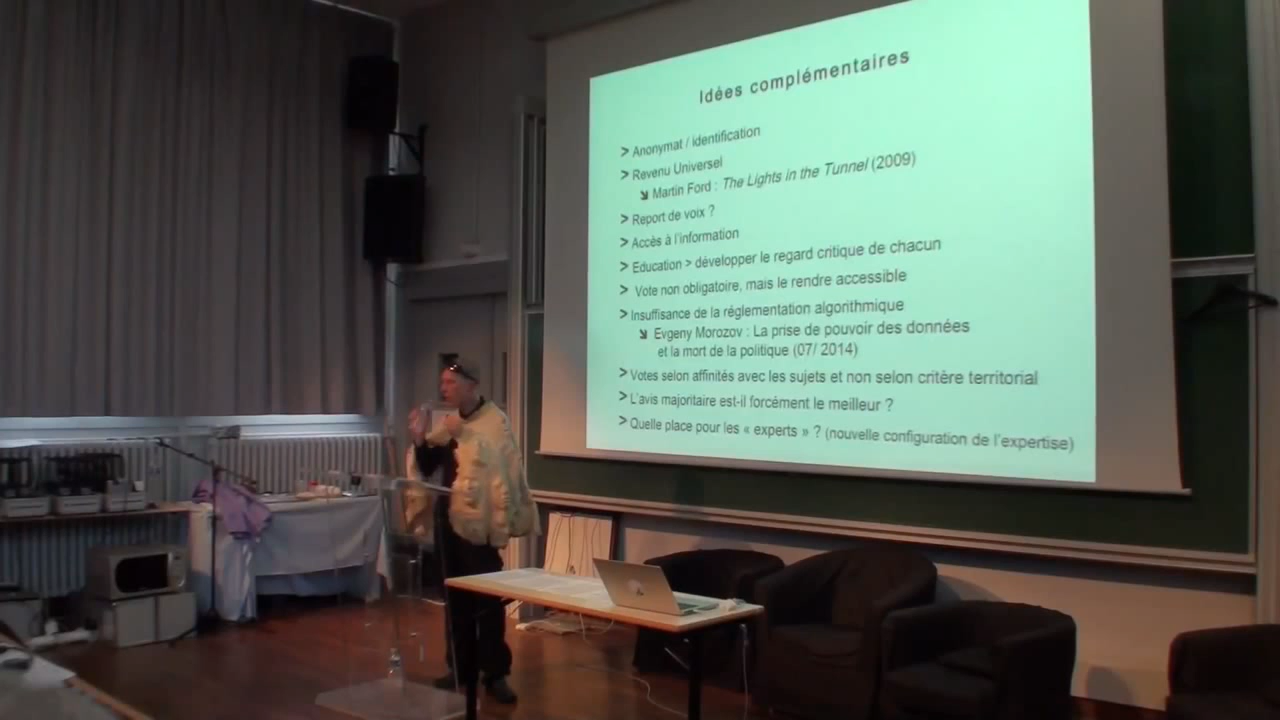 Idées complémentaires
> Anonymat / identification
> Revenu Universel
➘ Martin Ford : The Lights in the Tunnel (2009)
> Report de voix ?
> Accès à l'information
> Education > développer le regard critique de chacun
> Vote non obligatoire, mais le rendre accessible
> Insuffisance de la réglementation algorithmique
➘ Evgeny Morozov : La prise de pouvoir des données
et la mort de la politique (07/ 2014)
> Votes selon affinités avec les sujets et non selon critère territorial
> L'avis majoritaire est-il forcément le meilleur ?
> Quelle place pour les « experts » ? (nouvelle configuration de l'expertise)